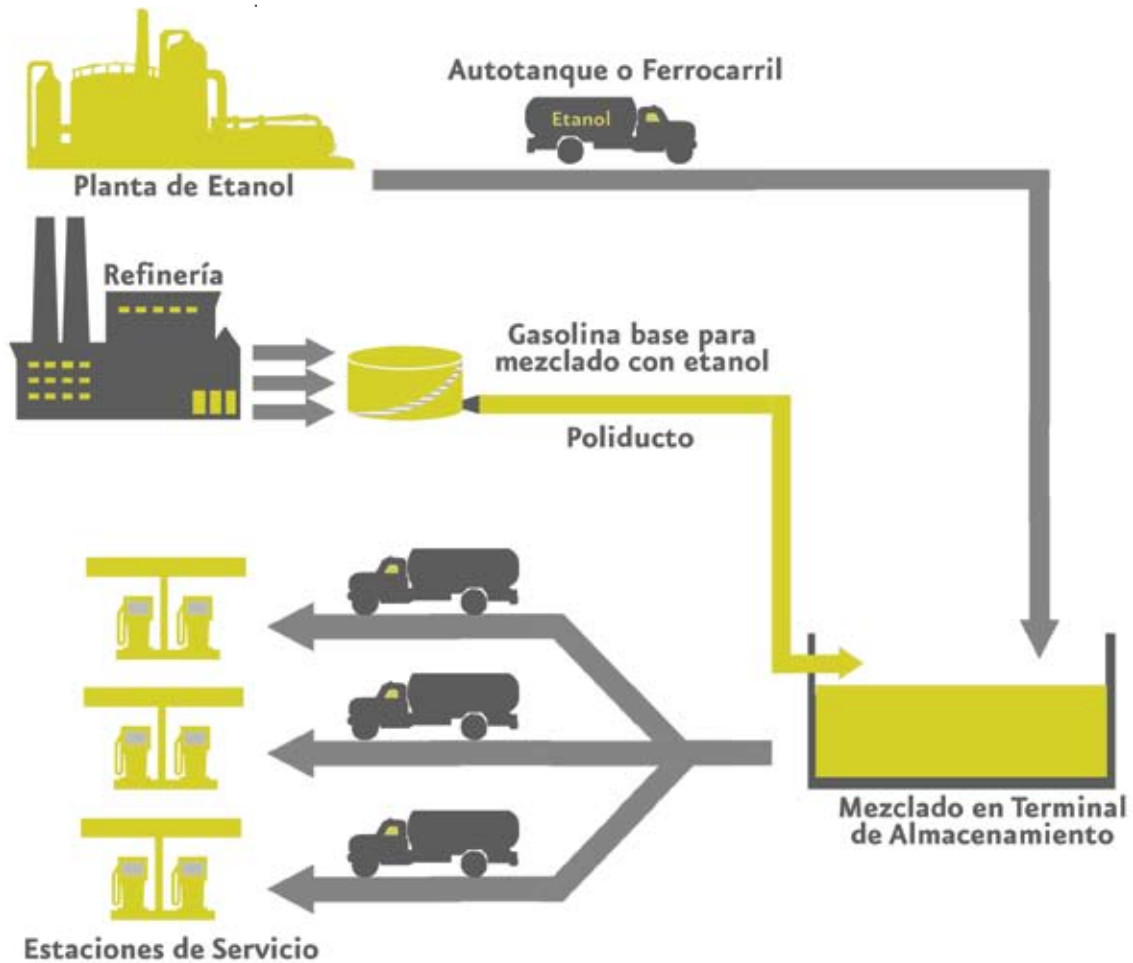 Autotanque o Ferrocarril
Etanol
Planta de Etanol
Refinería
Gasolina base para
mezclado con etanol
Poliducto
Mezclado en Terminal
de Almacenamiento
Estaciones de Servicio